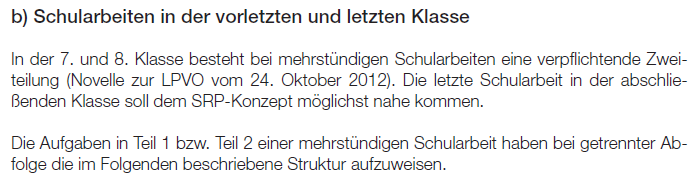 b) Schularbeiten in der vorletzten und letzten Klasse
In der 7. und 8. Klasse besteht bei mehrstündigen Schularbeiten eine verpflichtende Zwei-
teilung (Novelle zur LPVO vom 24. Oktober 2012). Die letzte Schularbeit in der abschlie-
ßenden Klasse soll dem SRP-Konzept möglichst nahe kommen.
Die Aufgaben in Teil 1 bzw. Teil 2 einer mehrstündigen Schularbeit haben bei getrennter Ab-
folge die im Folgenden beschriebene Struktur aufzuweisen.